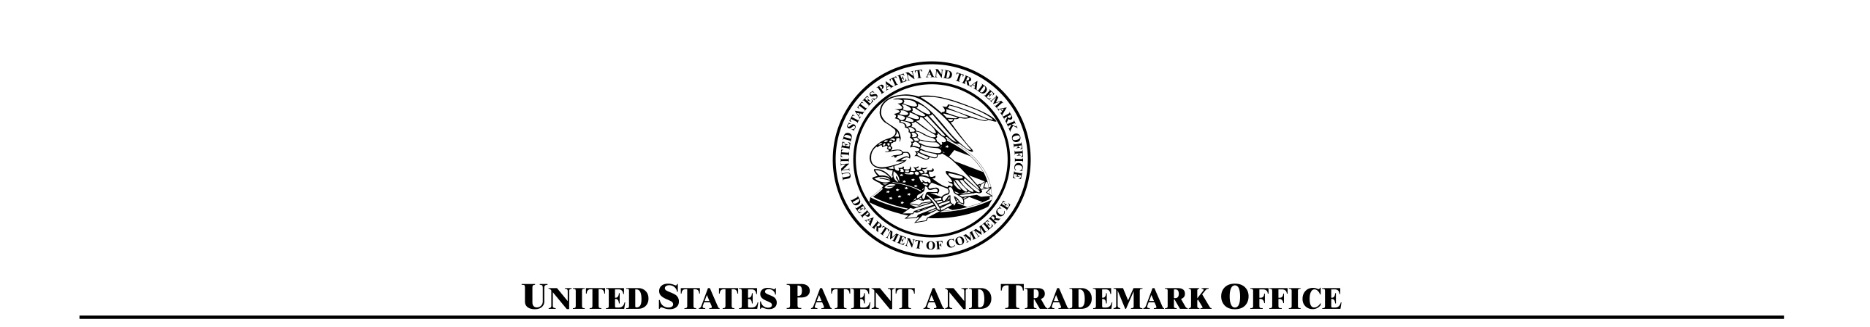 UNITED STATES PATENT AND TRADEMARK OFFICE
DEPARTMENT OF COMMERCE
UNITED STATES PATENT AND TRADEMARK OFFICE